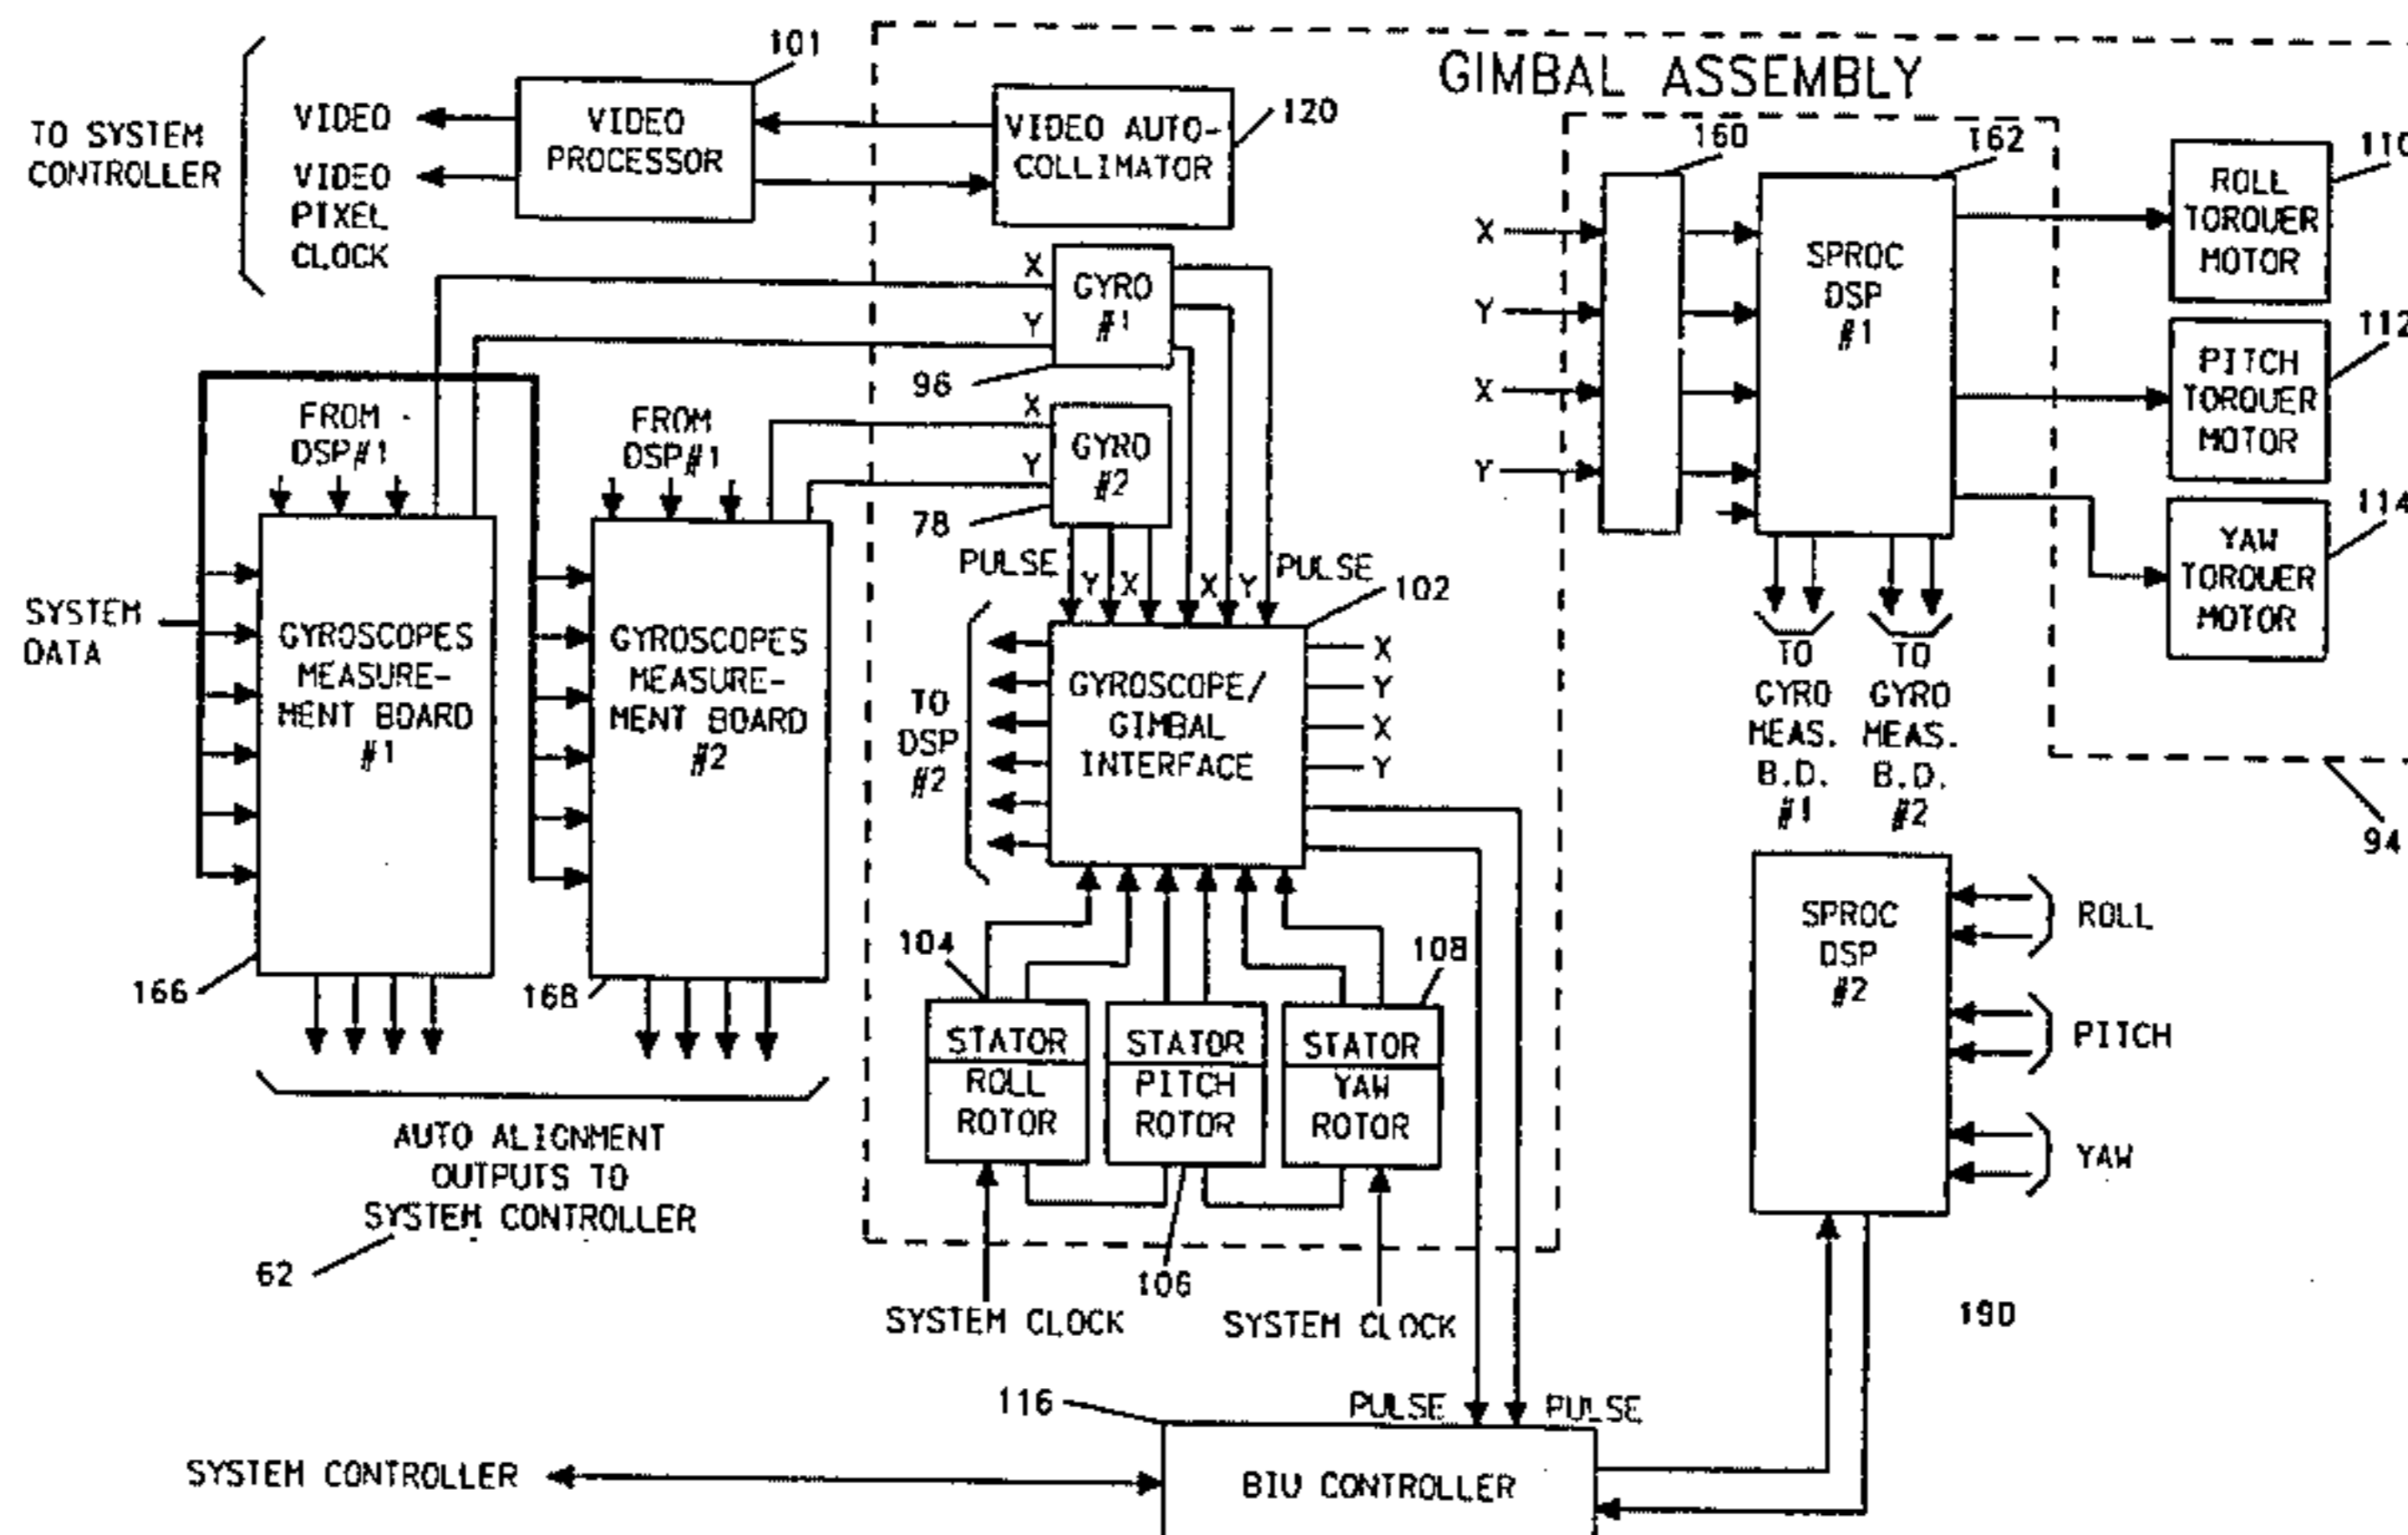 GIMBAL ASSEMBLY
TO SYSTEM
CONTROLLER
VIDEO
VIDEO
PIXEL
CLOCK
101
VIDEO
PROCESSOR
VIDEO AUTO-
COLLIMATOR
120
X
Y
GYRO
#1
96
X
Y
GYRO
#2
78
FROM
DSP#1
FROM
DSP#1
SYSTEM
DATA
GYROSCOPES
MEASURE-
MENT BOARD
#1
166
GYROSCOPES
MEASURE-
MENT BOARD
#2
168
AUTO ALIGNMENT
OUTPUTS TO
SYSTEM CONTROLLER
62
PULSE
Y
X
X
Y
PULSE
102
TO
DSP
#2
GYROSCOPE/
GIMBAL
INTERFACE
X
Y
X
Y
104
108
STATOR
ROLL
ROTOR
STATOR
PITCH
ROTOR
STATOR
YAW
ROTOR
106
SYSTEM CLOCK
SYSTEM CLOCK
160
162
X
Y
X
Y
SPROC
DSP
#1
110
ROLL
TORQUER
MOTOR
112
PITCH
TORQUER
MOTOR
114
YAW
TORQUER
MOTOR
TO
GYRO
MEAS.
B.D.
#1
TO
GYRO
MEAS.
B.D.
#2
94
SPROC
DSP
#2
ROLL
PITCH
YAW
190
116
PULSE
PULSE
SYSTEM CONTROLLER
BIU CONTROLLER